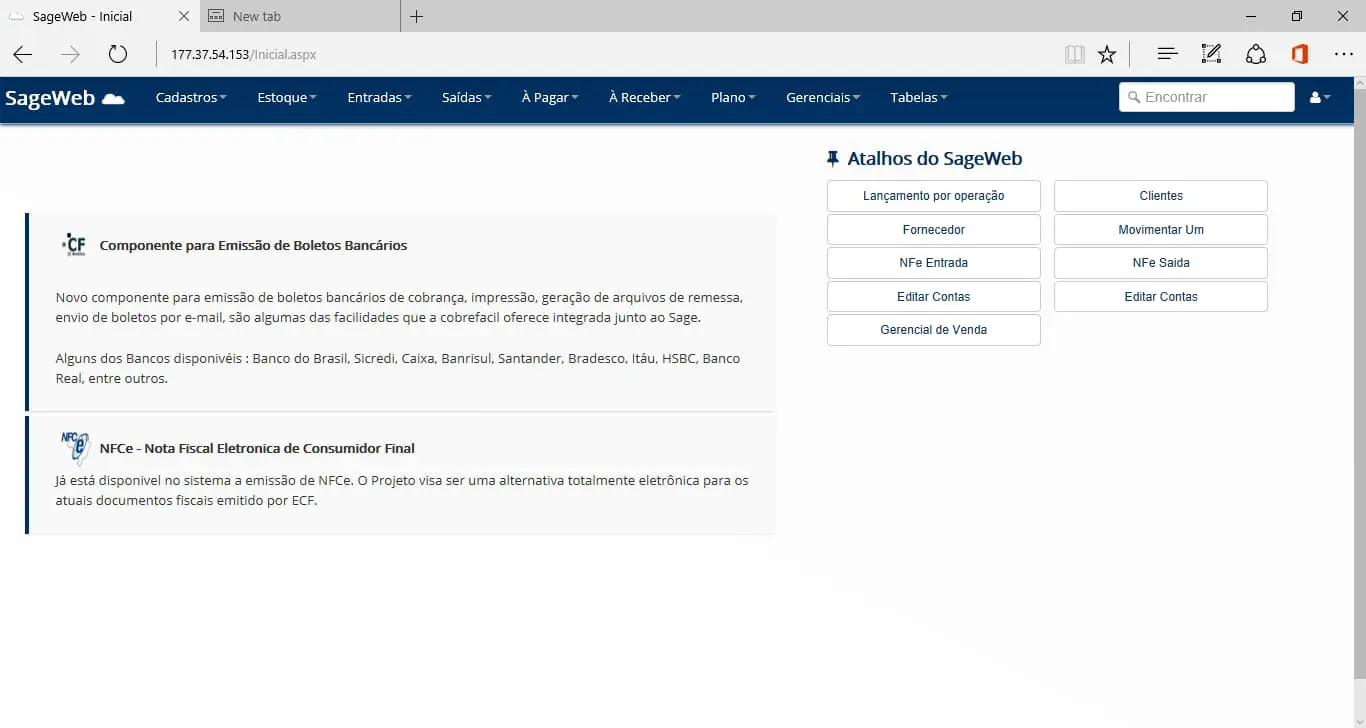 SageWeb - Inicial
New tab
177.37.54.153/Inicial.aspx
SageWeb
Cadastros
Estoque
Entradas
Saídas
À Pagar
À Receber
Plano
Gerenciais
Tabelas
Encontrar
Atalhos do SageWeb
Lançamento por operação
Clientes
Fornecedor
Movimentar Um
NFe Entrada
NFe Saida
Editar Contas
Editar Contas
Gerencial de Venda
CF
Componente para Emissão de Boletos Bancários
Novo componente para emissão de boletos bancários de cobrança, impressão, geração de arquivos de remessa,
envio de boletos por e-mail, são algumas das facilidades que a cobrefacil oferece integrada junto ao Sage.
Alguns dos Bancos disponivéis : Banco do Brasil, Sicredi, Caixa, Banrisul, Santander, Bradesco, Itáu, HSBC, Banco
Real, entre outros.
NFC e
NFCe - Nota Fiscal Eletronica de Consumidor Final
Já está disponivel no sistema a emissão de NFCe. O Projeto visa ser uma alternativa totalmente eletrônica para os
atuais documentos fiscais emitido por ECF.